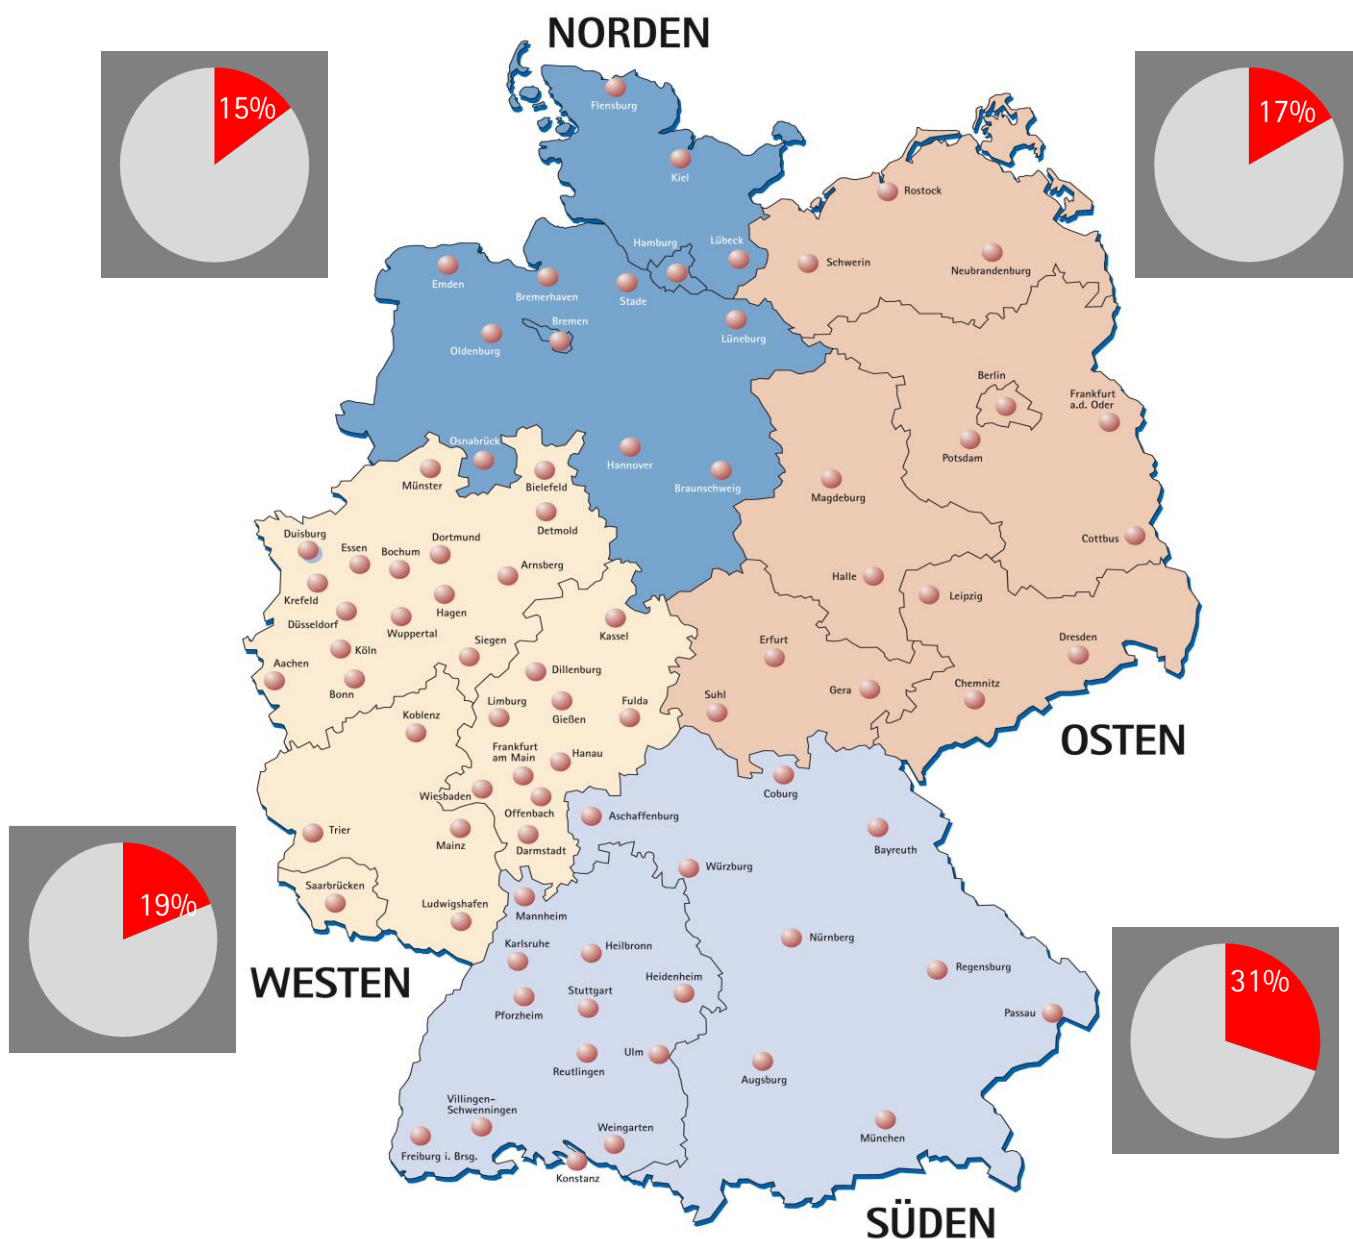 NORDEN
15%
17%
Flensburg
Kiel
Rostock
Hamburg
Lübeck
Schwerin
Neubrandenburg
Emden
Bremerhaven
Stade
Bremen
Lüneburg
Oldenburg
Berlin
Frankfurt
a.d. Oder
Osnabrück
Hannover
Potsdam
Münster
Bielefeld
Braunschweig
Magdeburg
Detmold
Duisburg
Essen
Bochum
Dortmund
Cottbus
Arnsberg
Halle
Leipzig
Krefeld
Hagen
Düsseldorf
Wuppertal
Kassel
Siegen
Erfurt
Dresden
Köln
Aachen
Dillenburg
Bonn
Chemnitz
Limburg
Gießen
Fulda
Suhl
Gera
Koblenz
OSTEN
Frankfurt
am Main
Hanau
Wiesbaden
Coburg
Offenbach
Aschaffenburg
Trier
Mainz
Darmstadt
Bayreuth
Würzburg
Saarbrücken
19%
Ludwigshafen
Mannheim
Nürnberg
Karlsruhe
Heilbronn
WESTEN
Heidenheim
Regensburg
31%
Stuttgart
Pforzheim
Passau
Ulm
Reutlingen
Augsburg
Villingen-
Schwenningen
Weingarten
München
Freiburg i. Brsg.
Konstanz
SÜDEN